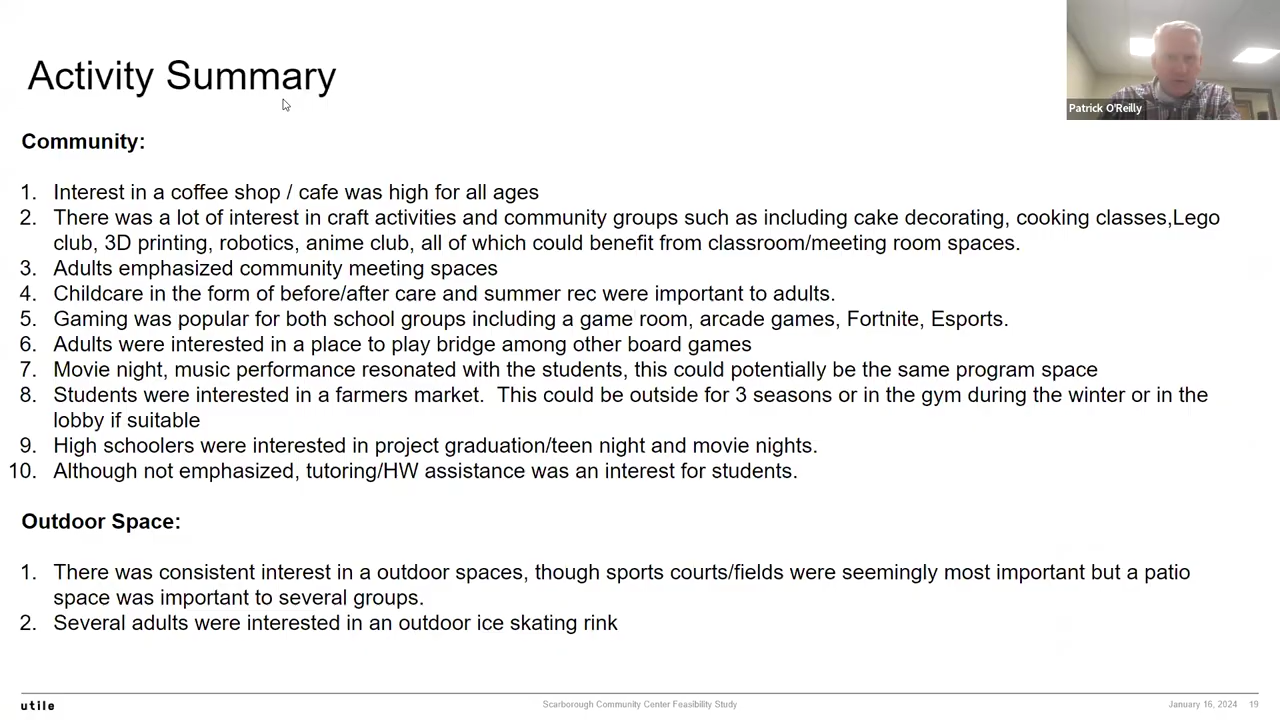 Activity Summary
Patrick O'Reilly
Community:
1. Interest in a coffee shop / cafe was high for all ages
2. There was a lot of interest in craft activities and community groups such as including cake decorating, cooking classes,Lego
club, 3D printing, robotics, anime club, all of which could benefit from classroom/meeting room spaces.
3. Adults emphasized community meeting spaces
4. Childcare in the form of before/after care and summer rec were important to adults.
5. Gaming was popular for both school groups including a game room, arcade games, Fortnite, Esports.
6. Adults were interested in a place to play bridge among other board games
7. Movie night, music performance resonated with the students, this could potentially be the same program space
8. Students were interested in a farmers market.  This could be outside for 3 seasons or in the gym during the winter or in the
lobby if suitable
9. High schoolers were interested in project graduation/teen night and movie nights.
10. Although not emphasized, tutoring/HW assistance was an interest for students.
Outdoor Space:
1. There was consistent interest in a outdoor spaces, though sports courts/fields were seemingly most important but a patio
space was important to several groups.
2. Several adults were interested in an outdoor ice skating rink
utile
Scarborough Community Center Feasibility Study
January 16, 2024 19